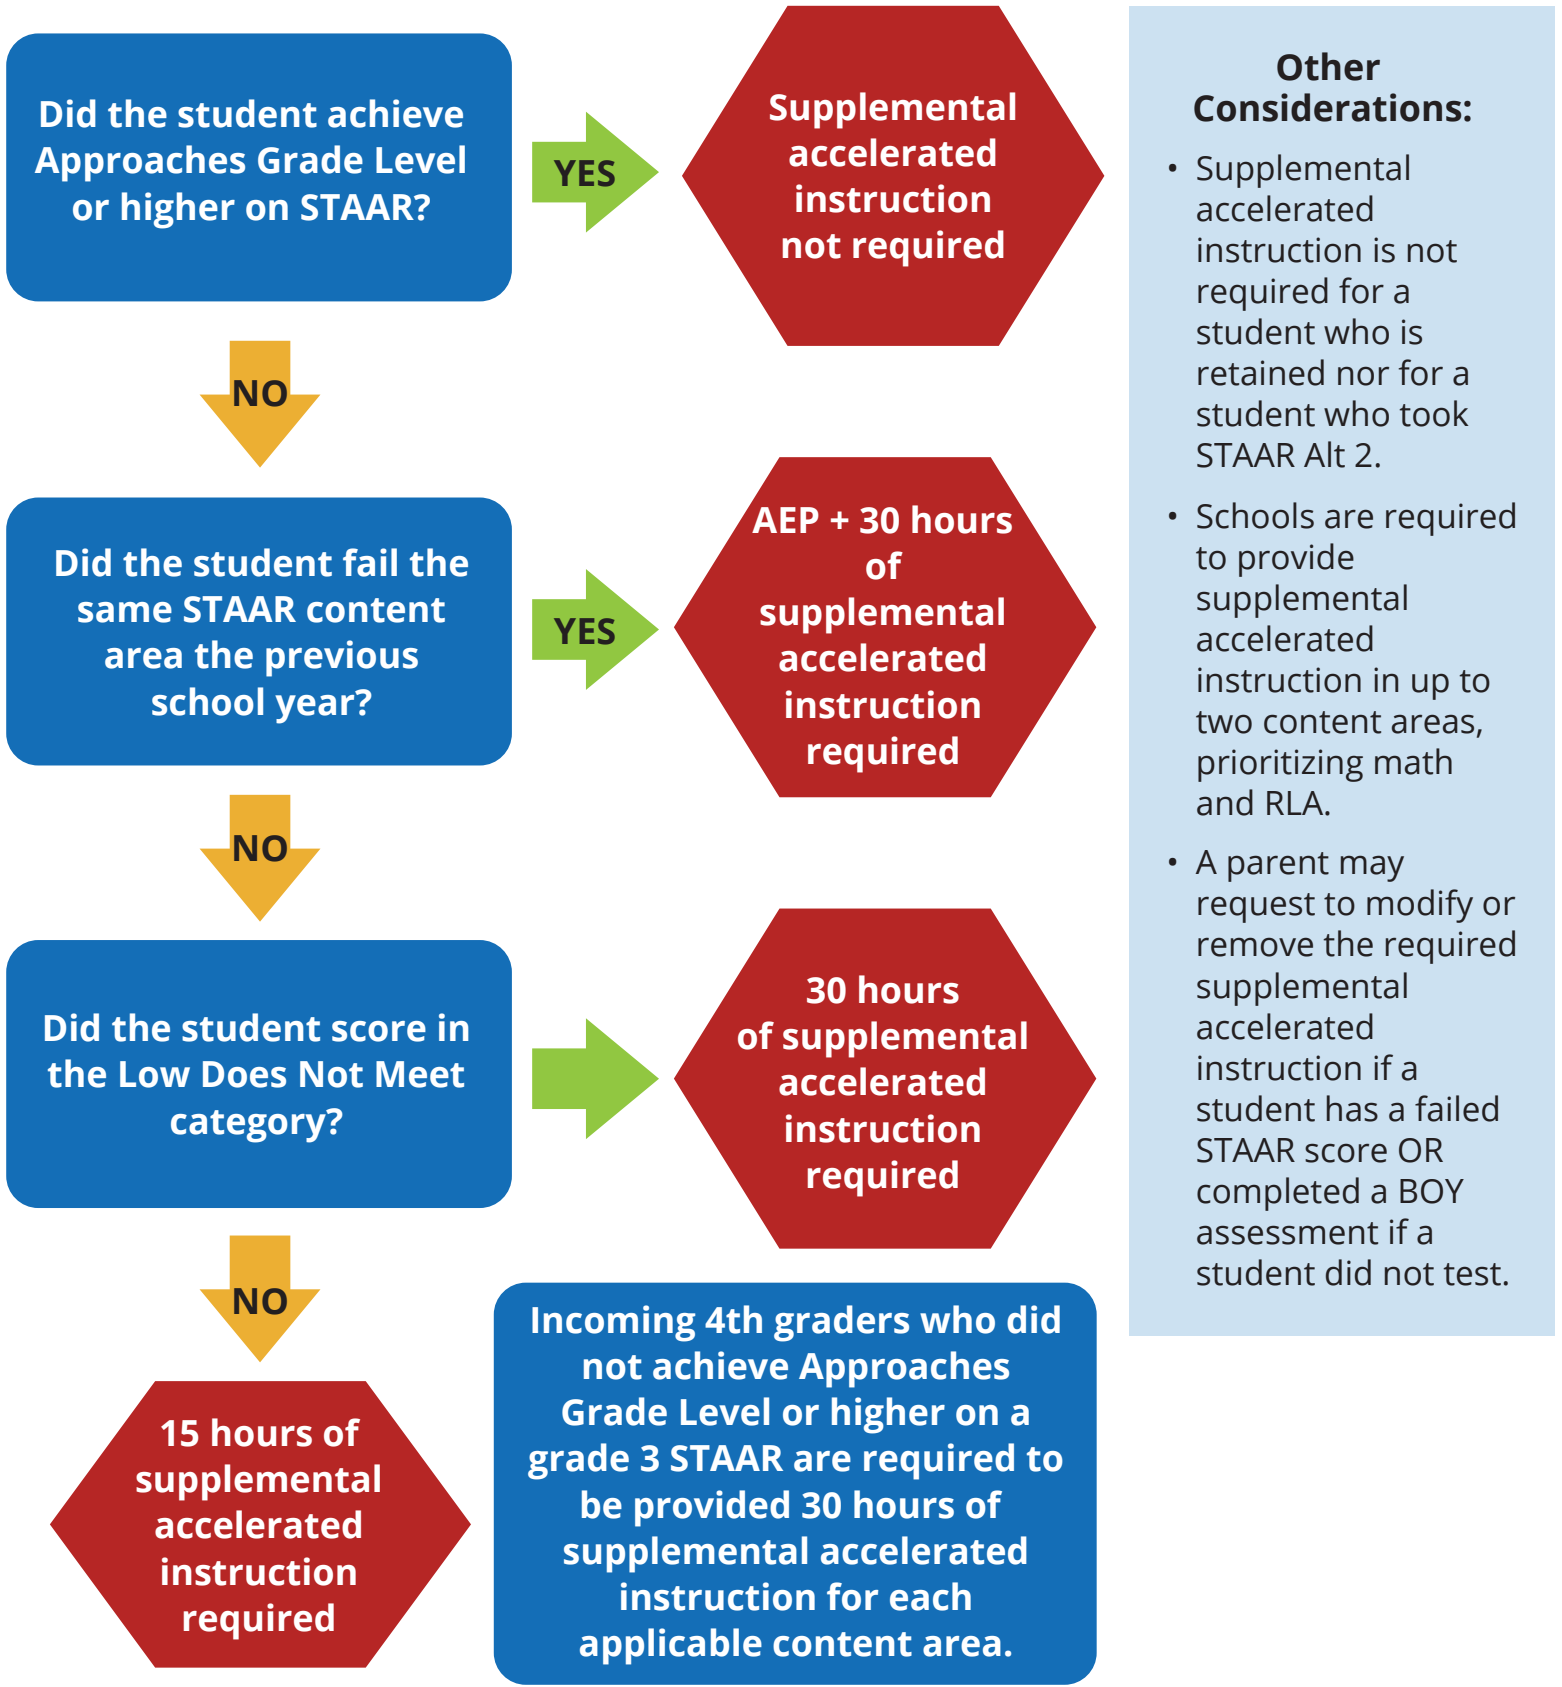 Did the student achieve
Approaches Grade Level
or higher on STAAR?
YES
Supplemental
accelerated
instruction
not required
NO
Did the student fail the
same STAAR content
area the previous
school year?
YES
AEP + 30 hours
of
supplemental
accelerated
instruction
required
NO
Did the student score in
the Low Does Not Meet
category?
30 hours
of supplemental
accelerated
instruction
required
NO
15 hours of
supplemental
accelerated
instruction
required
Incoming 4th graders who did
not achieve Approaches
Grade Level or higher on a
grade 3 STAAR are required to
be provided 30 hours of
supplemental accelerated
instruction for each
applicable content area.
Other
Considerations:
• Supplemental
accelerated
instruction is not
required for a
student who is
retained nor for a
student who took
STAAR Alt 2.
• Schools are required
to provide
supplemental
accelerated
instruction in up to
two content areas,
prioritizing math
and RLA.
• A parent may
request to modify or
remove the required
supplemental
accelerated
instruction if a
student has a failed
STAAR score OR
completed a BOY
assessment if a
student did not test.